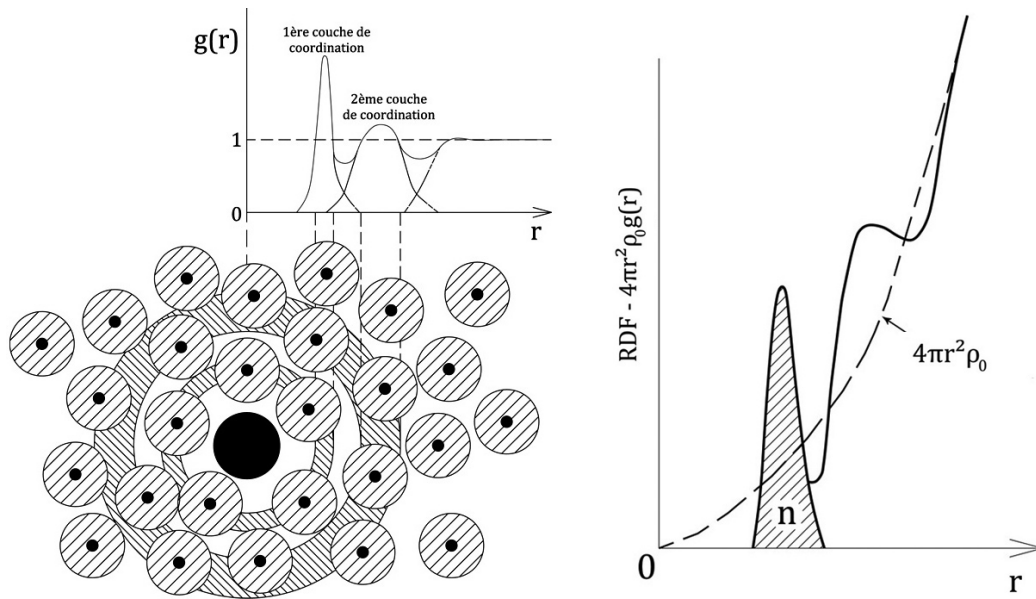 g(r)
1ère couche de
coordination
2ème couche
de coordination
1
0
r
RDF - 4πr²ρ₀g(r)
4πr²ρ₀
n
0
r